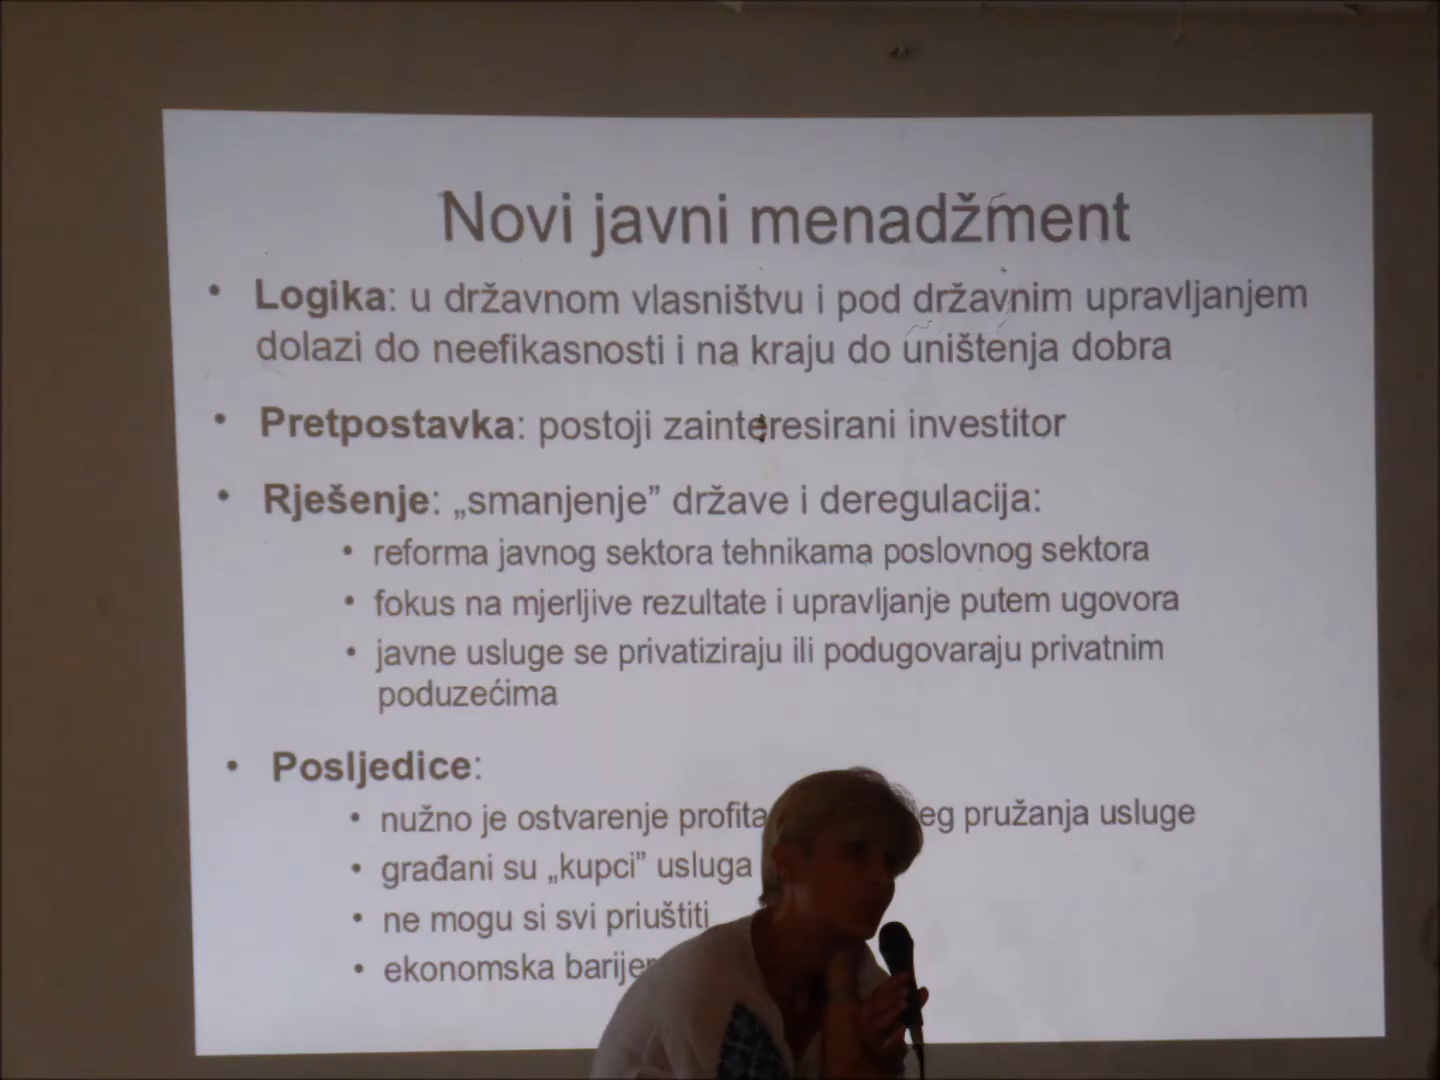 Novi javni menadžment
• Logika: u državnom vlasništvu i pod državnim upravljanjem
dolazi do neefikasnosti i na kraju do uništenja dobra
• Pretpostavka: postoji zainteresirani investitor
• Rješenje: „smanjenje” države i deregulacija:
• reforma javnog sektora tehnikama poslovnog sektora
• fokus na mjerljive rezultate i upravljanje putem ugovora
• javne usluge se privatiziraju ili podugovaraju privatnim
poduzećima
• Posljedice:
• nužno je ostvarenje profita pružanja usluge
• građani su „kupci” usluga
• ne mogu si svi priuštiti
• ekonomska